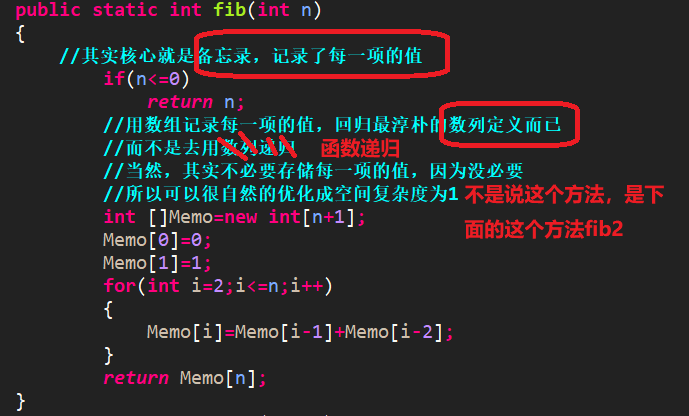 public static int fib(int n)
{
//其实核心就是备忘录，记录了每一项的值
if(n<=0)
return n;
//用数组记录每一项的值，回归最淳朴的数列定义而已
//而不是去用数列递归 函数递归
//当然，其实不必要存储每一项的值，因为没必要
//所以可以很自然的优化成空间复杂度为1 不是说这个方法，是下
int []Memo=new int[n+1];
面的这个方法fib2
Memo[0]=0;
Memo[1]=1;
for(int i=2;i<=n;i++)
{
Memo[i]=Memo[i-1]+Memo[i-2];
}
return Memo[n];
}